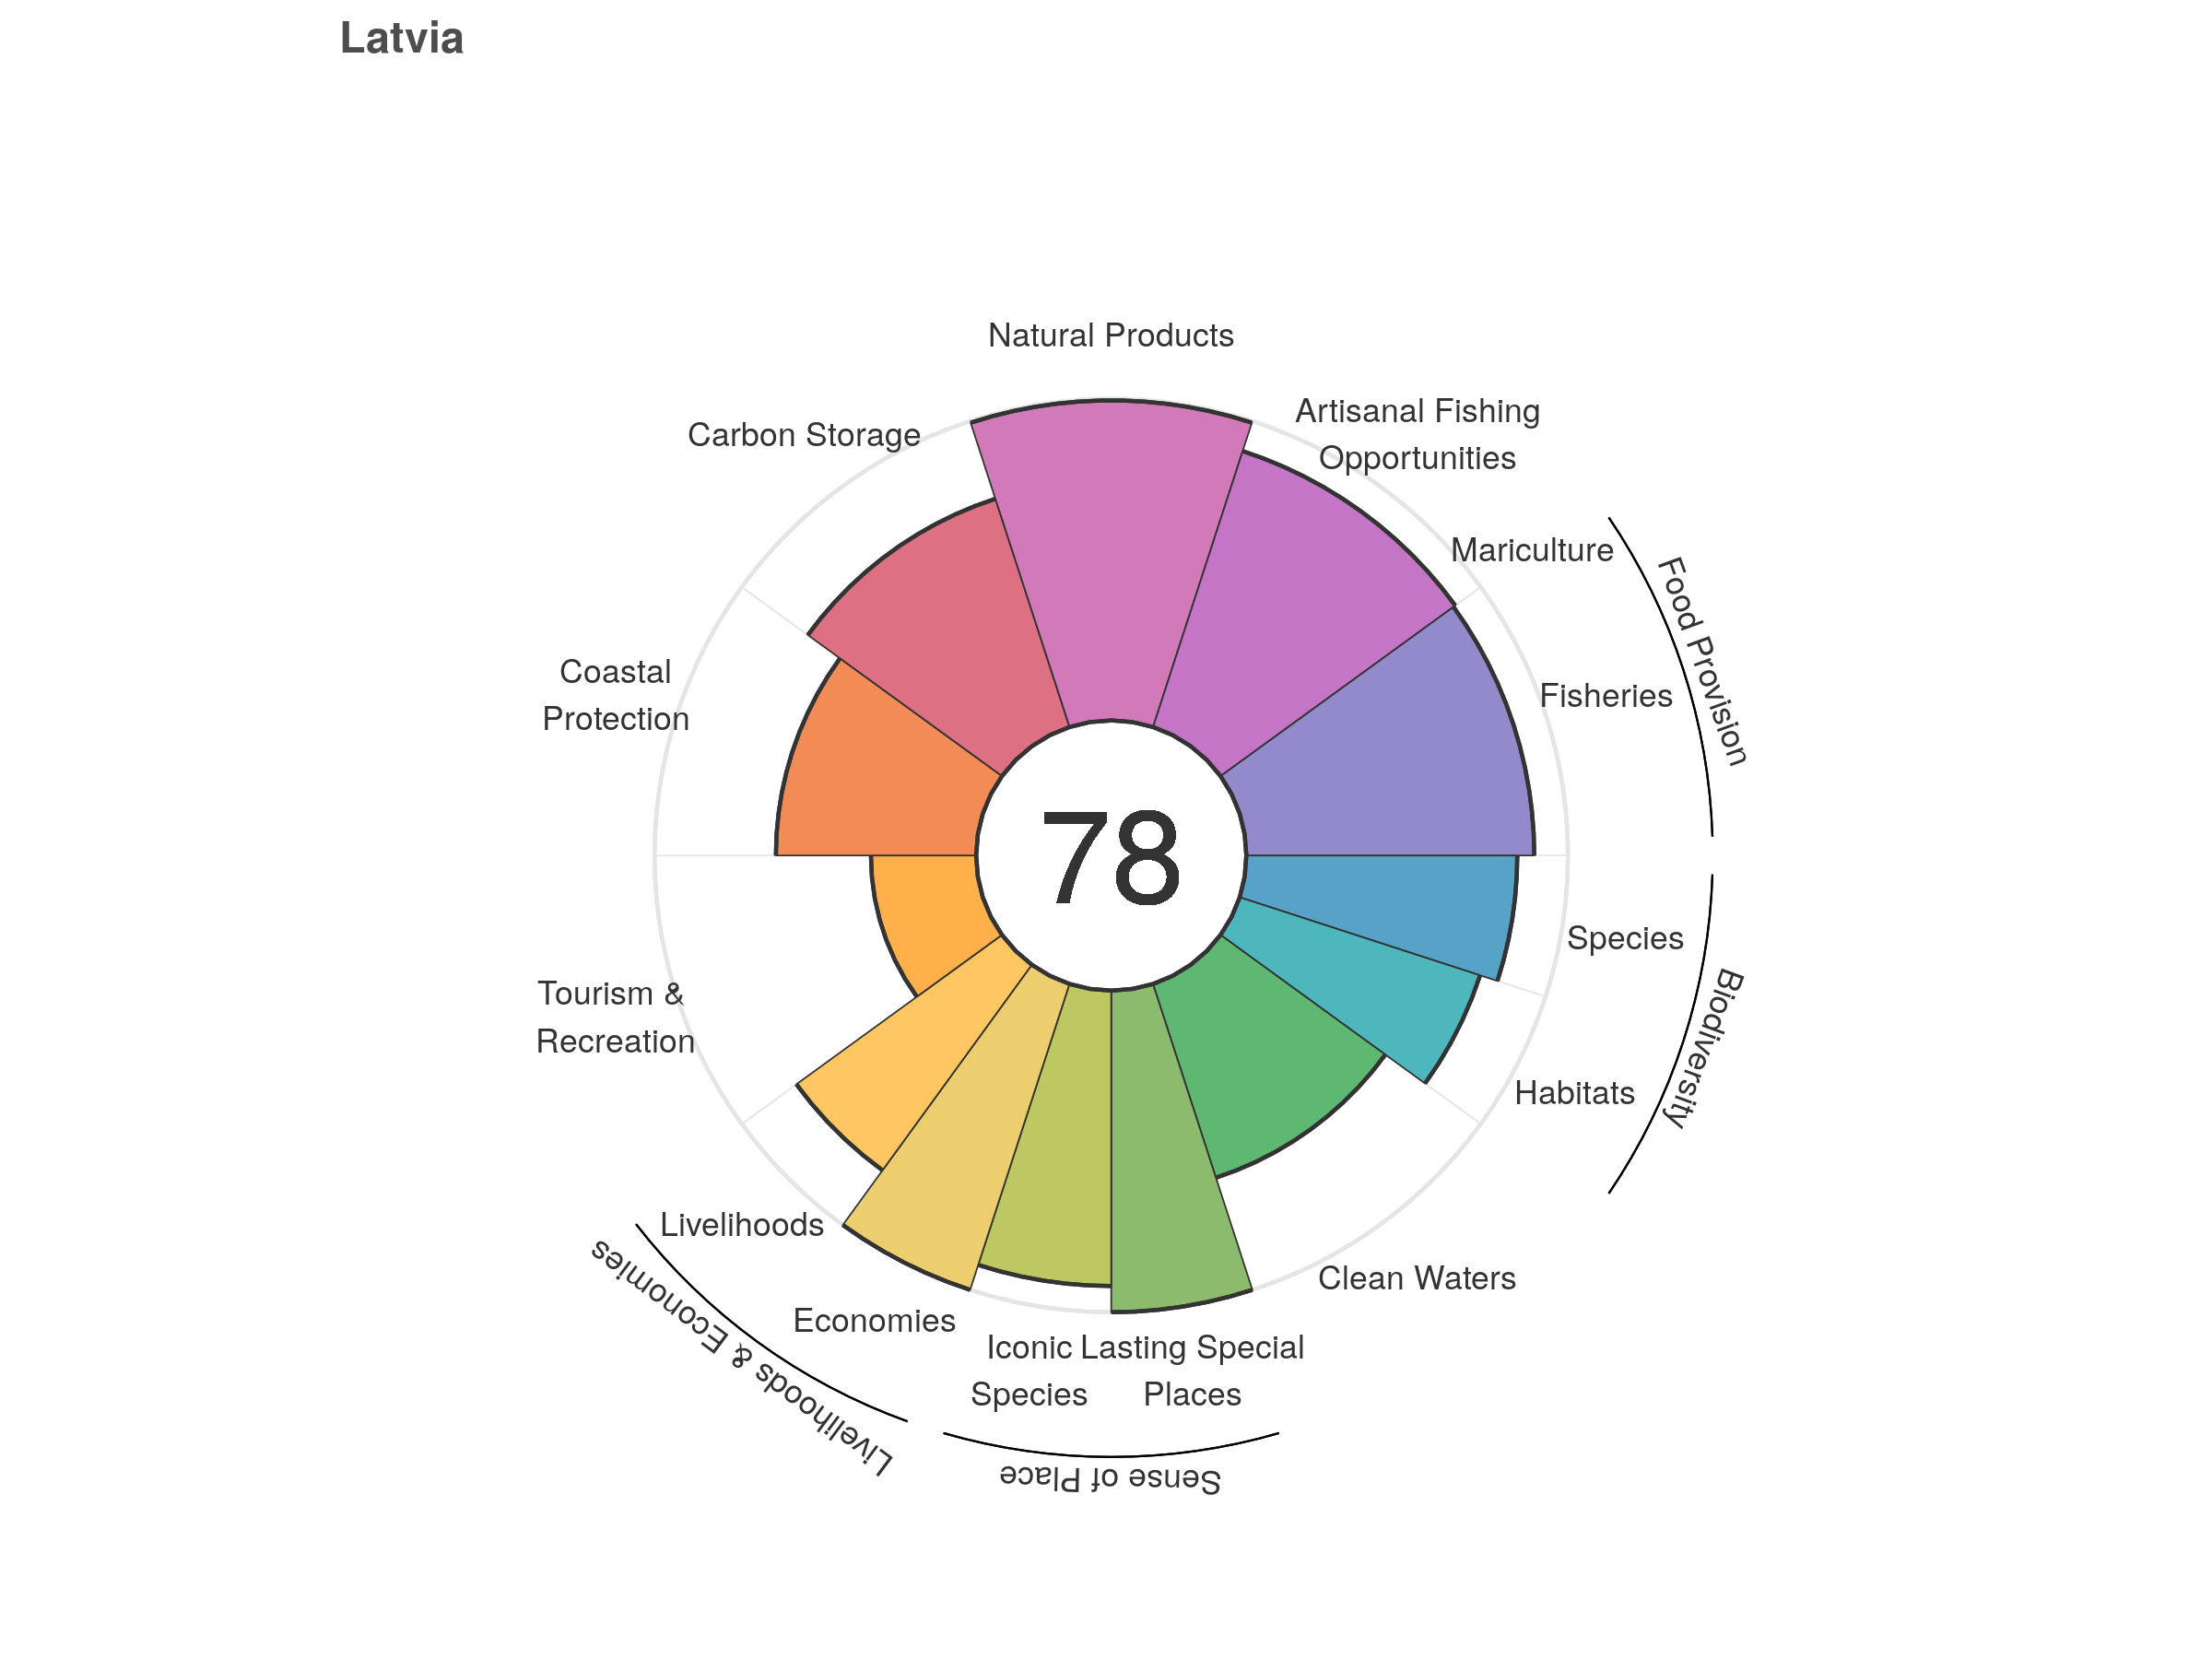 Latvia
Natural Products
Artisanal Fishing
Opportunities
Carbon Storage
Mariculture
Food Provision
Fisheries
Coastal
Protection
78
Species
Biodiversity
Tourism &
Recreation
Habitats
Livelihoods
Clean Waters
Economies
Livelihoods & Economies
Iconic
Species
Lasting Special
Places
Sense of Place